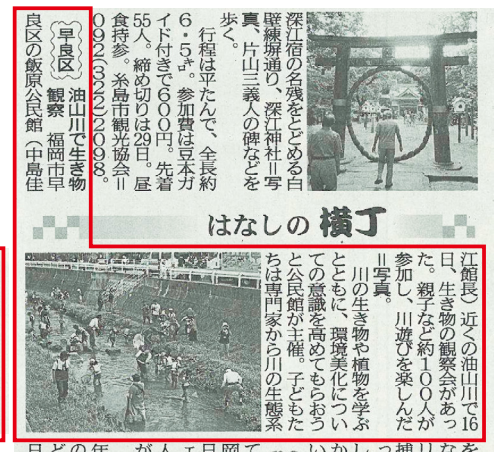 深江宿の名残をとどめる白
壁練塀通り、深江神社＝写
真、片山三義人の碑などを
歩く。
行程は平たんで、全長約
6・5㌔。参加費は豆本ガ
イド付きで600円。先着
55人。締め切りは29日。昼
食持参。糸島市観光協会＝
092(322)2098。
早良区
油山川で生き物
観察　福岡市早
良区の飯原公民館（中島佳
はなしの横丁
江館長）近くの油山川で16
日、生き物の観察会があっ
た。親子など約100人が
参加し、川遊びを楽しんだ
＝写真。
川の生き物や植物を学ぶ
とともに、環境美化につい
ての意識を高めてもらおう
と公民館が主催。子どもた
ちは専門家から川の生態系